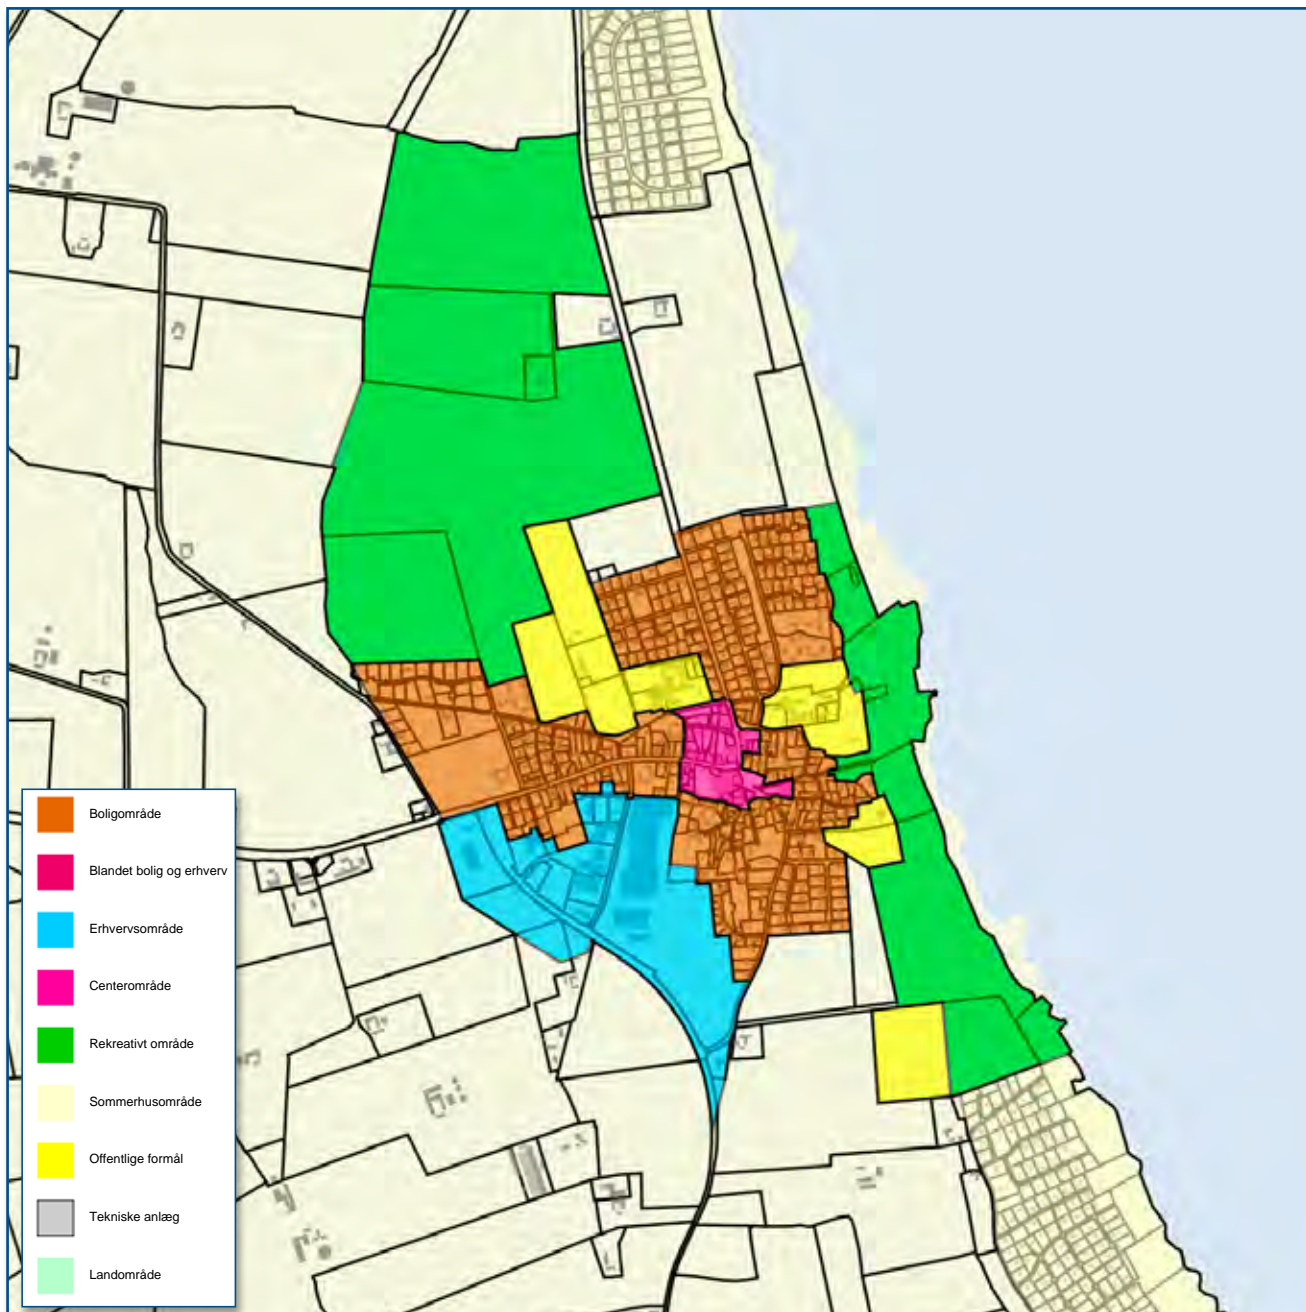 Boligområde
Blandet bolig og erhverv
Erhvervsområde
Centerområde
Rekreativt område
Sommerhusområde
Offentlige formål
Tekniske anlæg
Landområde